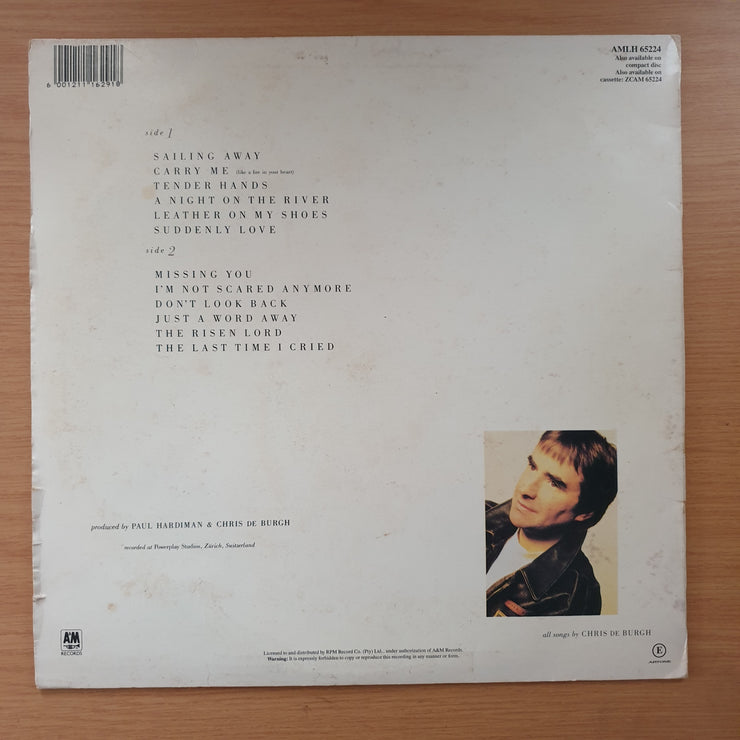 6 001211 162910
AMLH 65224
Also available on
compact disc
Also available on
cassette: ZCAM 65224
side 1
SAILING AWAY
CARRY ME (like a fire in your heart)
TENDER HANDS
A NIGHT ON THE RIVER
LEATHER ON MY SHOES
SUDDENLY LOVE
side 2
MISSING YOU
I'M NOT SCARED ANYMORE
DON'T LOOK BACK
JUST A WORD AWAY
THE RISEN LORD
THE LAST TIME I CRIED
produced by PAUL HARDIMAN & CHRIS DE BURGH
recorded at Powerplay Studios, Zürich, Switzerland
all songs by CHRIS DE BURGH
A&M
RECORDS
Licensed to and distributed by RPM Record Co. (Pty) Ltd., under authorization of A&M Records.
Warning: It is expressly forbidden to copy or reproduce this recording in any manner or form.
E
ARTONE